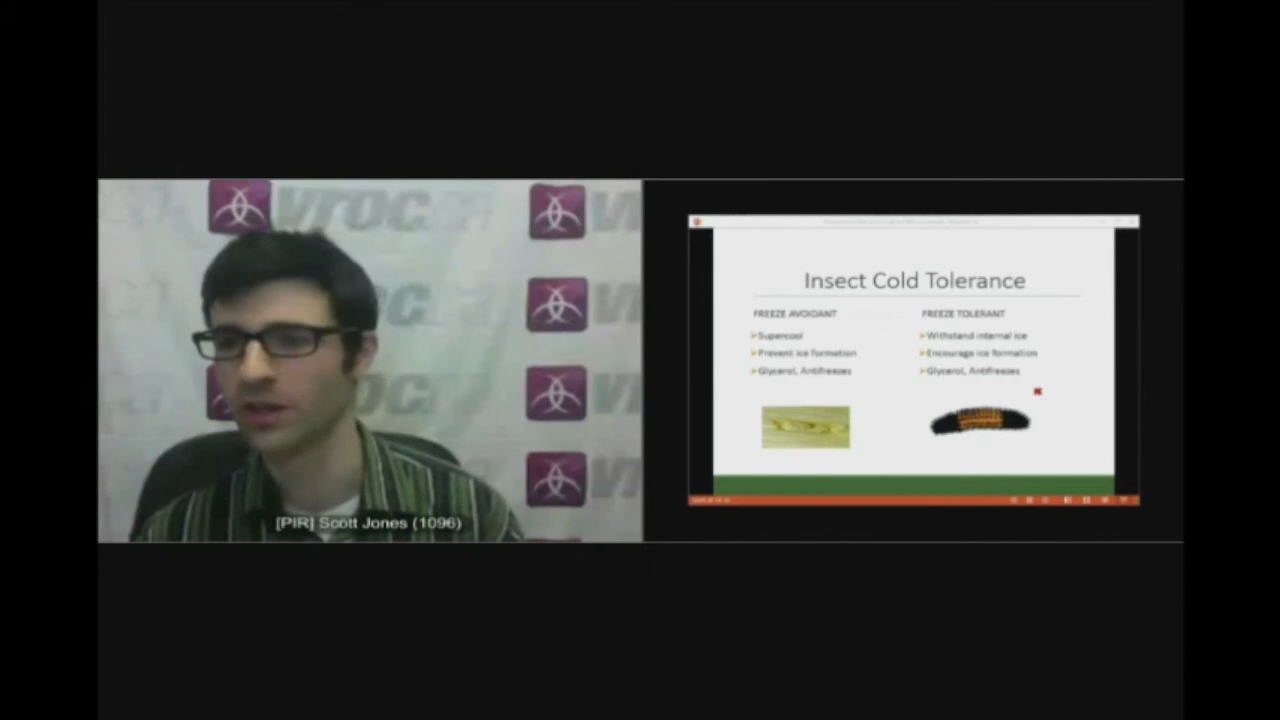 vroc
[PIR] Scott Jones (1096)
Insect Cold Tolerance
FREEZE AVOIDANT
Supercool
Prevent ice formation
Glycerol, Antifreezes
FREEZE TOLERANT
Withstand internal ice
Encourage ice formation
Glycerol, Antifreezes